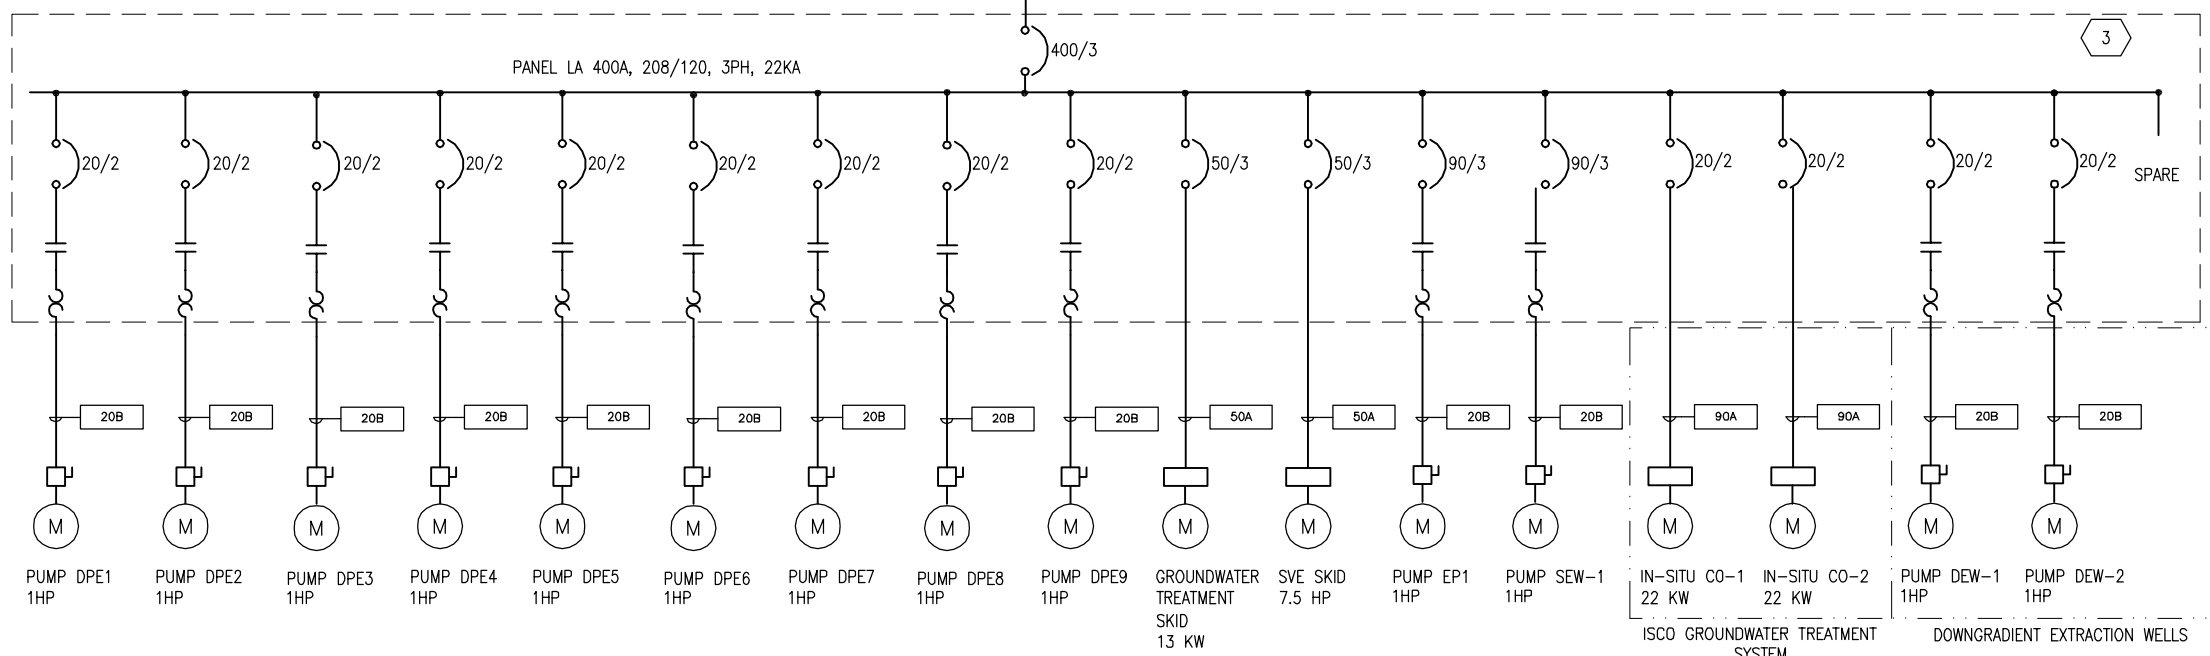 400/3
3
PANEL LA 400A, 208/120, 3PH, 22KA
20/2 20/2 20/2 20/2 20/2 20/2 20/2 20/2 20/2 50/3 50/3 90/3 90/3 20/2 20/2 20/2 20/2
SPARE
20B 20B 20B 20B 20B 20B 20B 20B 20B 50A 50A 20B 20B 90A 90A 20B 20B
M M M M M M M M M M M M M M M M M
PUMP DPE1
1HP
PUMP DPE2
1HP
PUMP DPE3
1HP
PUMP DPE4
1HP
PUMP DPE5
1HP
PUMP DPE6
1HP
PUMP DPE7
1HP
PUMP DPE8
1HP
PUMP DPE9
1HP
GROUNDWATER
TREATMENT
SKID
13 KW
SVE SKID
7.5 HP
PUMP EP1
1HP
PUMP SEW-1
1HP
IN-SITU CO-1
22 KW
IN-SITU CO-2
22 KW
PUMP DEW-1
1HP
PUMP DEW-2
1HP
ISCO GROUNDWATER TREATMENT
SYSTEM
DOWNGRADIENT EXTRACTION WELLS